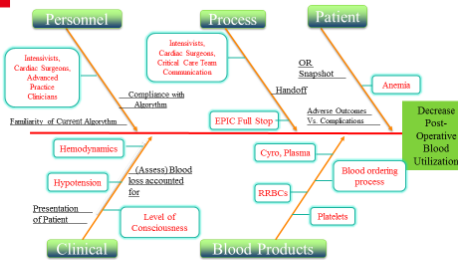 Personnel
Process
Patient
Intensivists,
Cardiac Surgeons,
Advanced
Practice
Clinicians
Intensivists,
Cardiac Surgeons,
Critical Care Team
Communication
OR
Snapshot
Anemia
Handoff
Compliance with
Algorythm
EPIC Full Stop
Adverse Outcomes
Vs. Complications
Familiarity of Current Algorythm
Decrease
Post-
Operative
Blood
Utilization
Hemodynamics
Cyro, Plasma
(Assess) Blood
loss accounted
for
Blood ordering
process
Hypotension
RRBCs
Presentation
of Patient
Level of
Consciousness
Platelets
Clinical
Blood Products